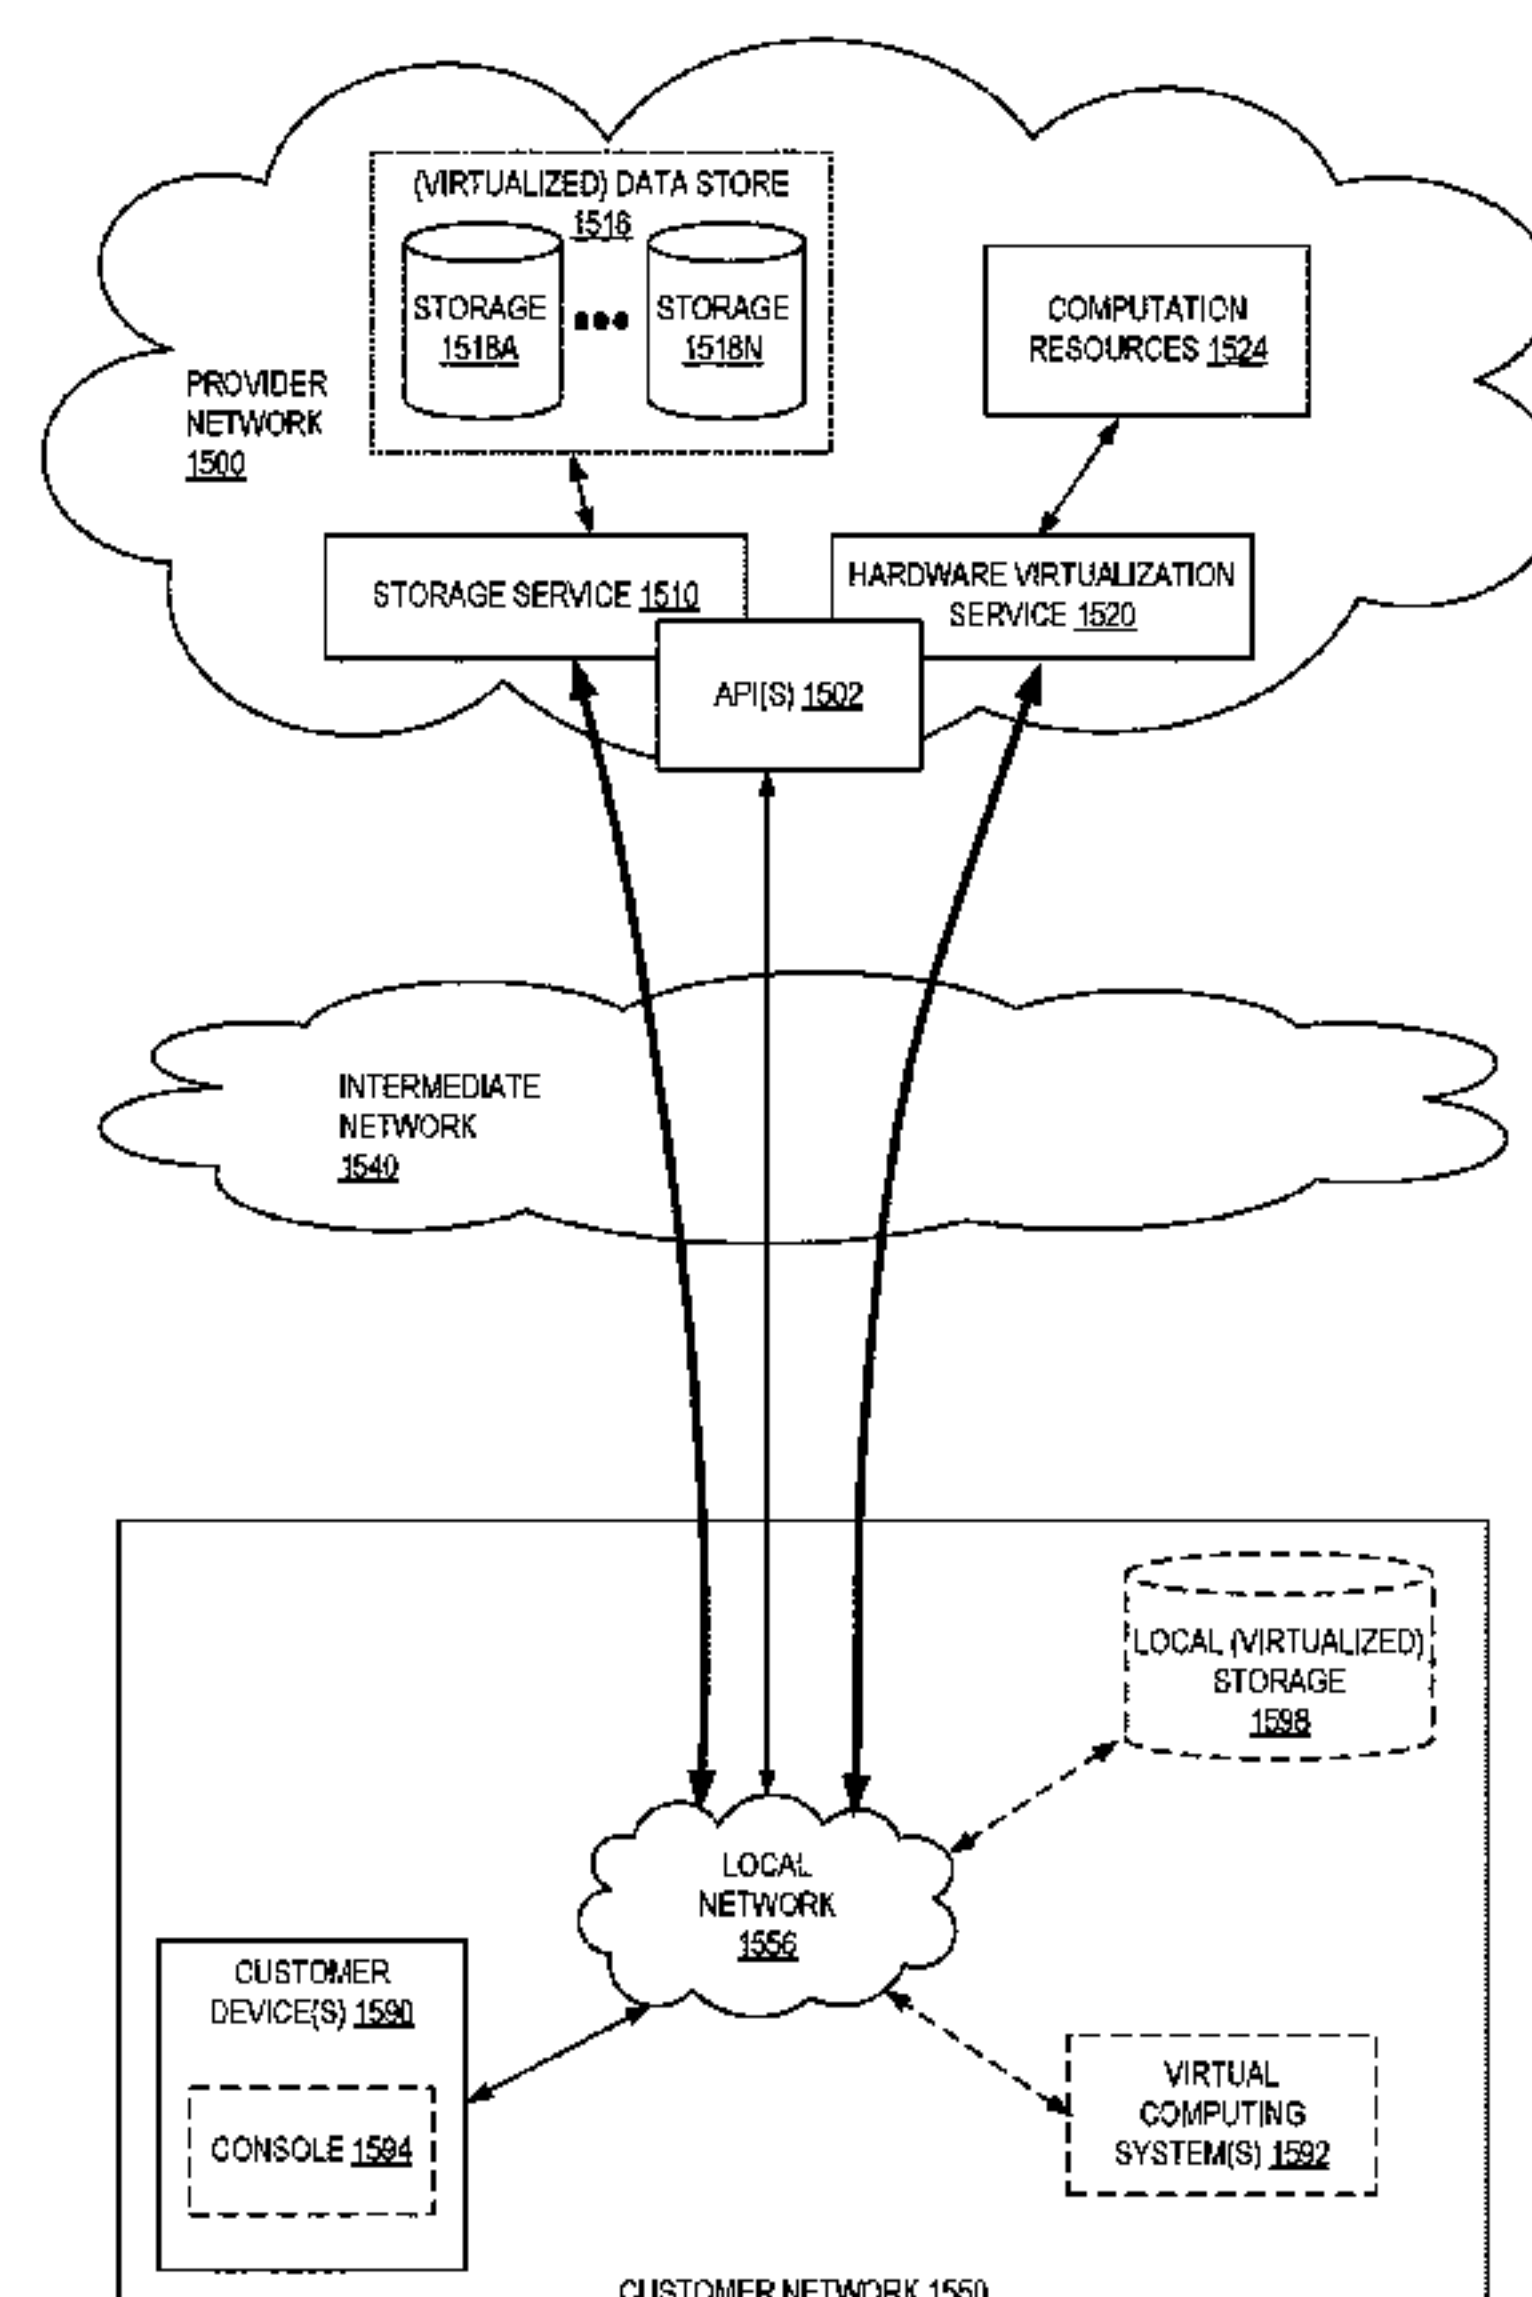 (VIRTUALIZED) DATA STORE
1516
STORAGE
1518A
STORAGE
1518N
COMPUTATION
RESOURCES 1524
PROVIDER
NETWORK
1500
STORAGE SERVICE 1510
HARDWARE VIRTUALIZATION
SERVICE 1520
API(S) 1502
INTERMEDIATE
NETWORK
1540
LOCAL (VIRTUALIZED)
STORAGE
1598
LOCAL
NETWORK
1556
CUSTOMER
DEVICE(S) 1590
CONSOLE 1594
VIRTUAL
COMPUTING
SYSTEM(S) 1592
CUSTOMER NETWORK 1550